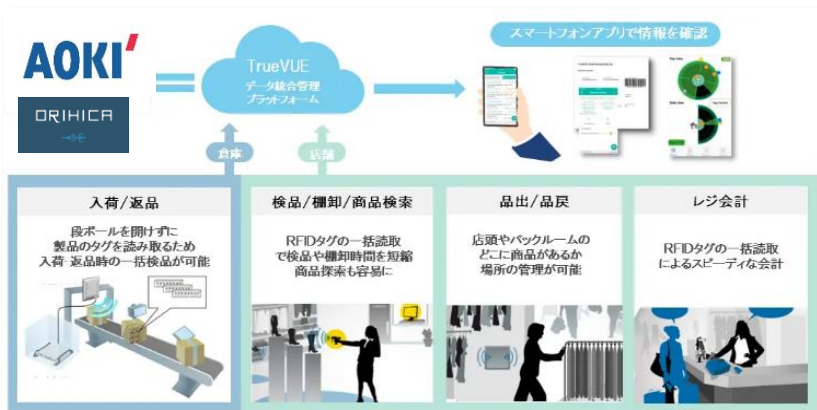 AOKI
ORIHICA
TrueVUE
データ統合管理
プラットフォーム
スマートフォンアプリで情報を確認
倉庫
店舗
入荷/返品
段ボールを開けずに
製品のタグを読み取るため
入荷・返品時の一括検品が可能
検品/棚卸/商品検索
RFIDタグの一括読取
で検品や棚卸時間を短縮
商品探索も容易に
品出/品戻
店頭やバックルームの
どこに商品があるか
場所の管理が可能
レジ会計
RFIDタグの一括読取
によるスピーディな会計